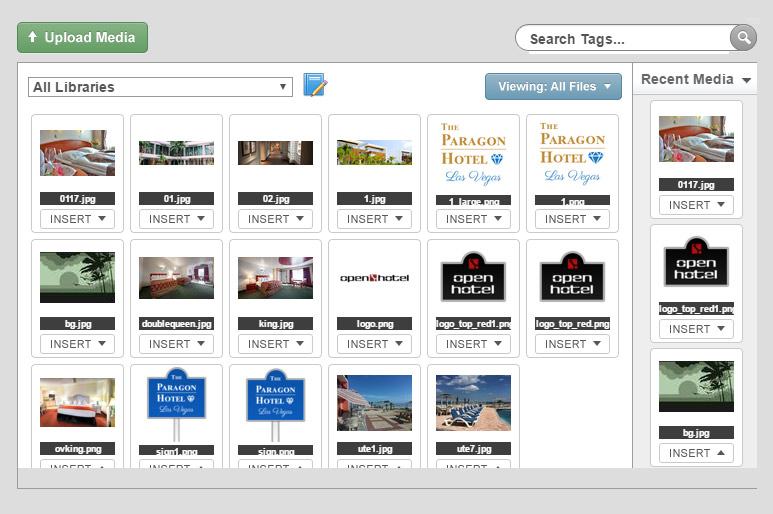 Upload Media
Search Tags...
All Libraries
Viewing: All Files
Recent Media
THE
PARAGON
HOTEL
Las Vegas
THE
PARAGON
HOTEL
Las Vegas
0117.jpg
01.jpg
02.jpg
1.jpg
1_large.png
1.png
INSERT
INSERT
INSERT
INSERT
INSERT
INSERT
open hotel
open
hotel
open
hotel
bg.jpg
doublequeen.jpg
king.jpg
logo.png
logo_top_red1.png
logo_top_red.png
INSERT
INSERT
INSERT
INSERT
INSERT
INSERT
THE
PARAGON
HOTEL
Las Vegas
THE
PARAGON
HOTEL
Las Vegas
ovking.png
sign1.png
sign.png
ute1.jpg
ute7.jpg
INSERT
INSERT
INSERT
INSERT
INSERT
0117.jpg
INSERT
open
hotel
logo_top_red1.png
INSERT
bg.jpg
INSERT